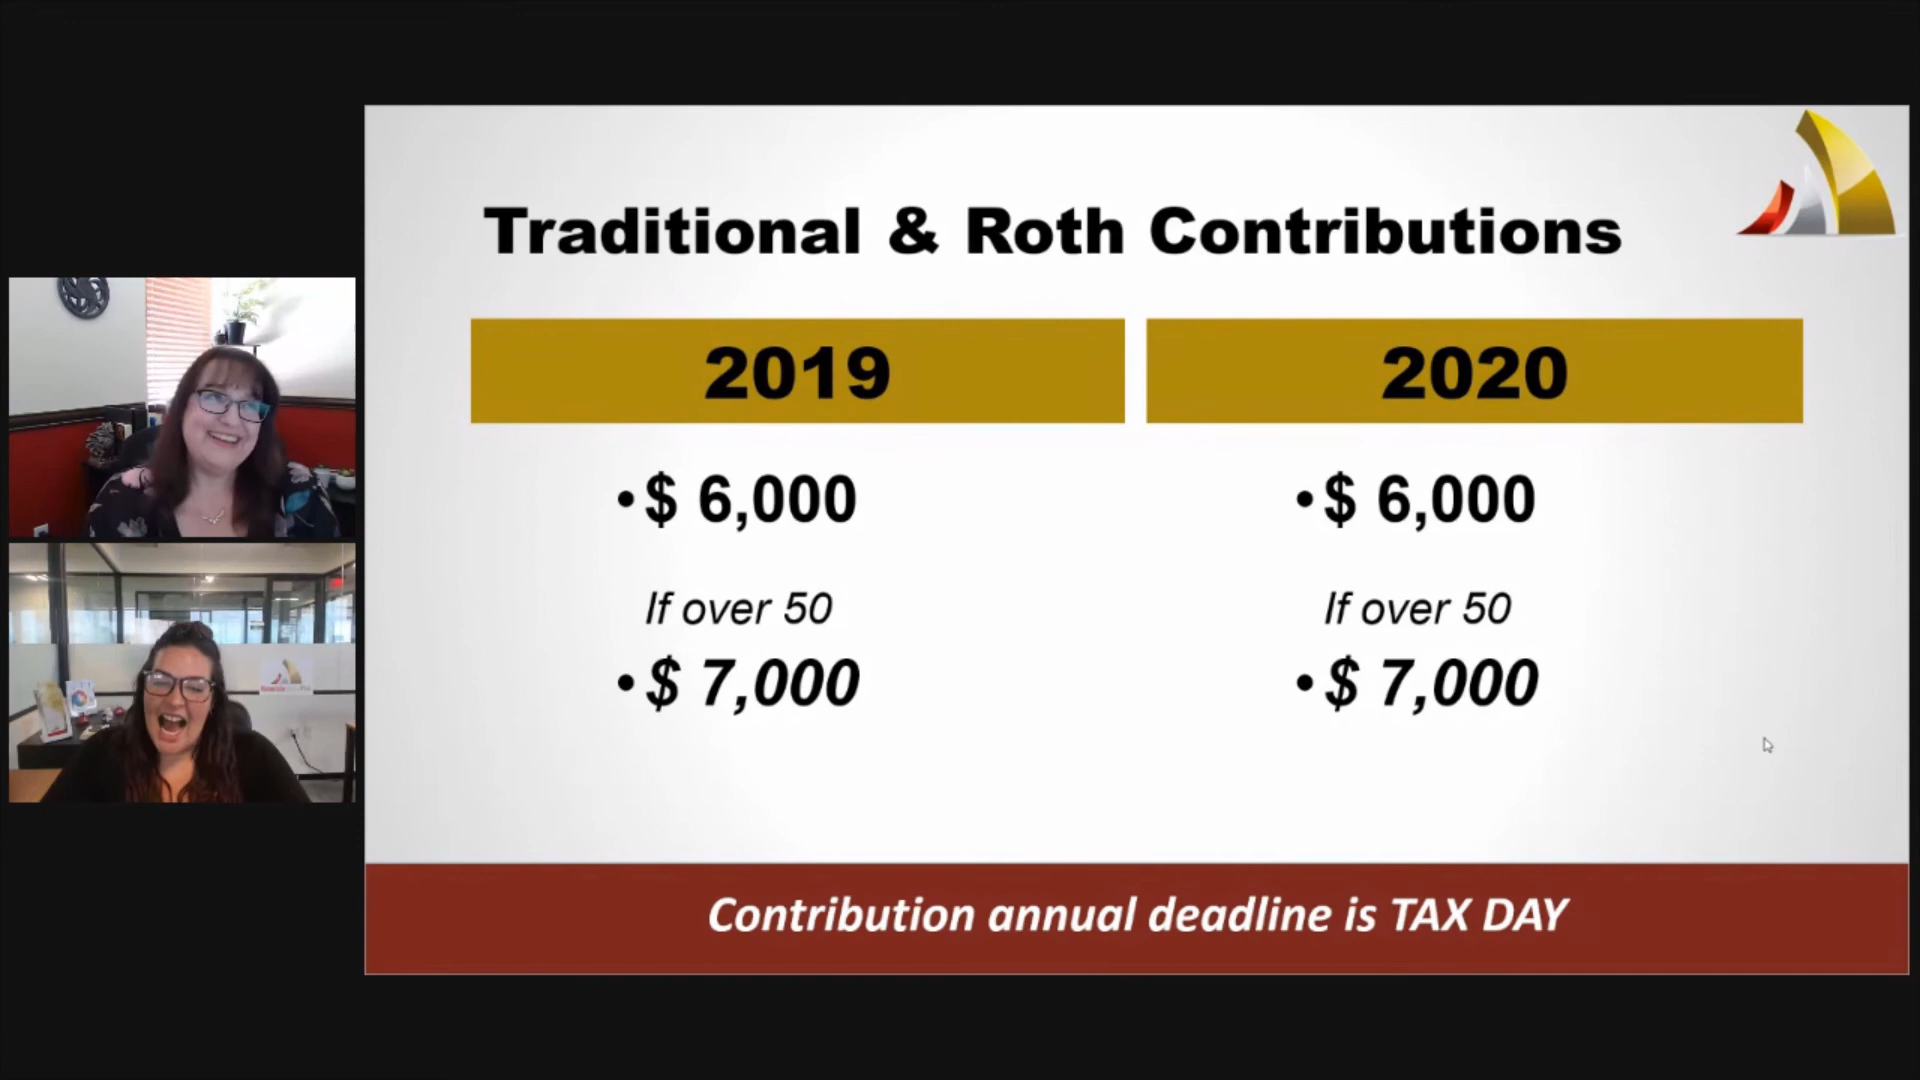 Traditional & Roth Contributions
2019
2020
•$ 6,000
•$ 6,000
If over 50
If over 50
•$ 7,000
•$ 7,000
Contribution annual deadline is TAX DAY